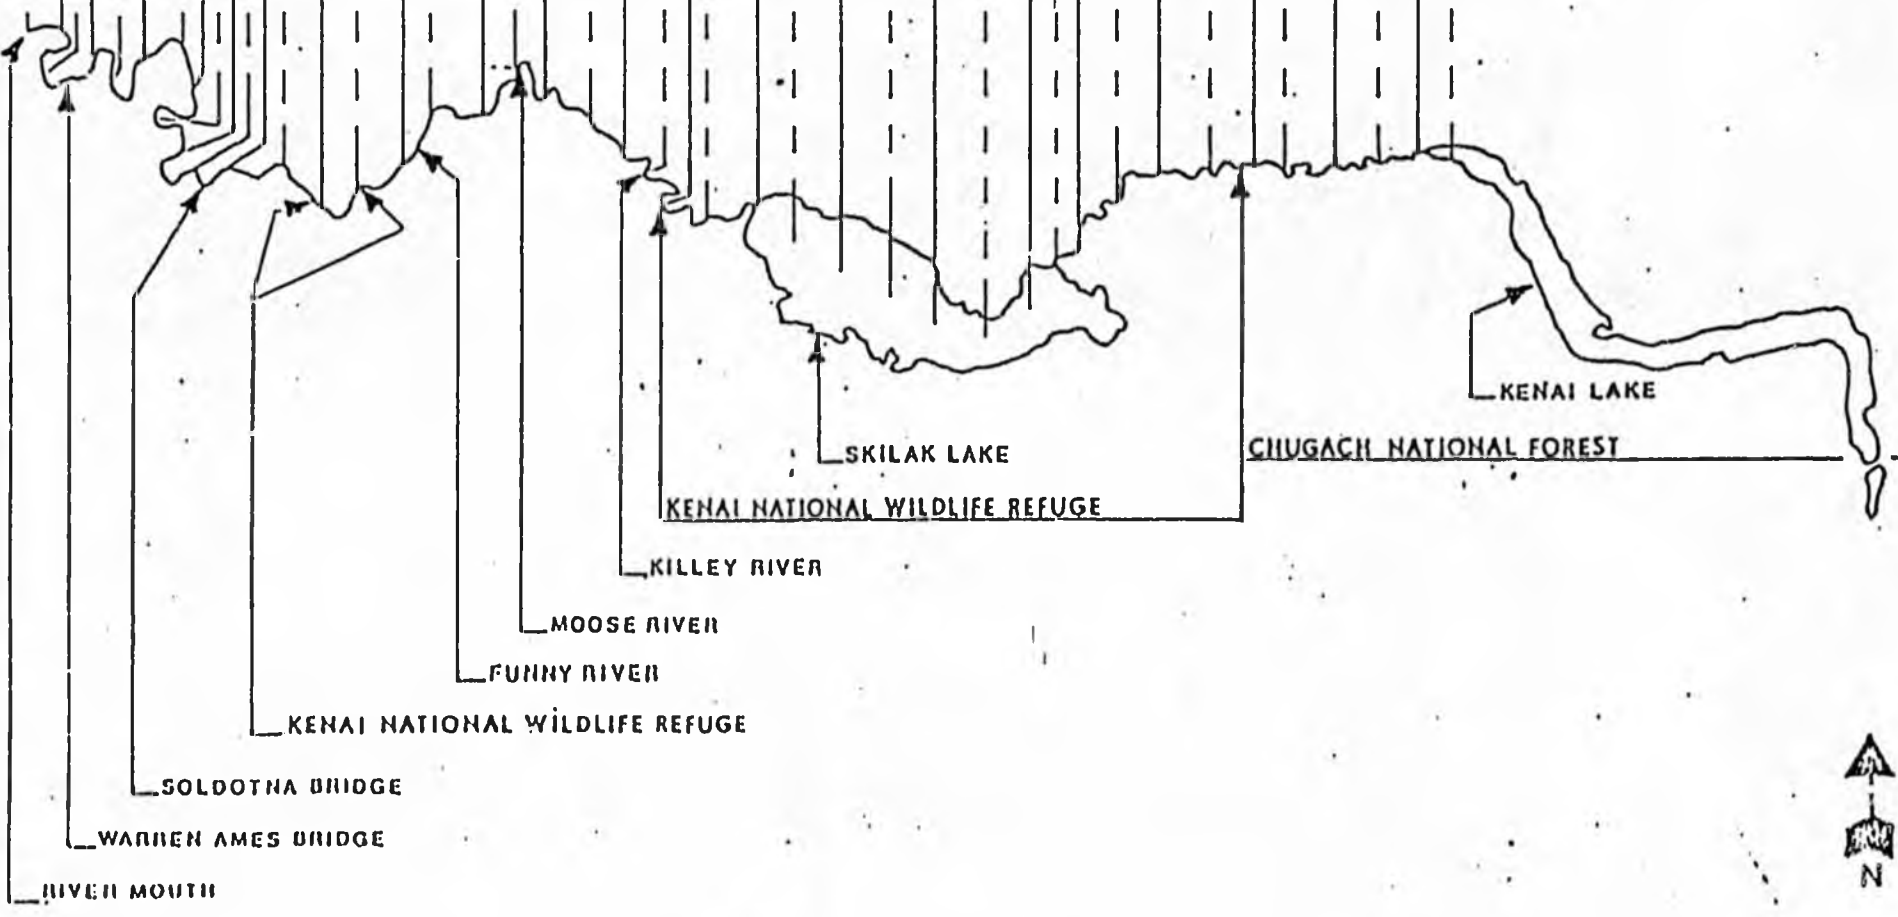 KENAI LAKE
CHUGACH NATIONAL FOREST
SKILAK LAKE
KENAI NATIONAL WILDLIFE REFUGE
KILLEY RIVER
MOOSE RIVER
FUNNY RIVER
KENAI NATIONAL WILDLIFE REFUGE
SOLDOTNA BRIDGE
WARREN AMES BRIDGE
RIVER MOUTH
N